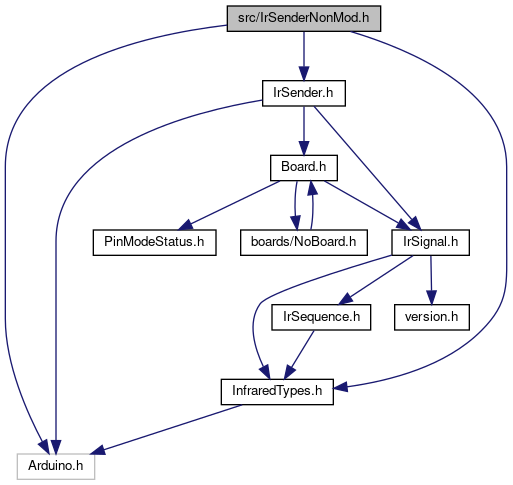 src/IrSenderNonMod.h
IrSender.h
Board.h
PinModeStatus.h
boards/NoBoard.h
IrSignal.h
IrSequence.h
version.h
InfraredTypes.h
Arduino.h